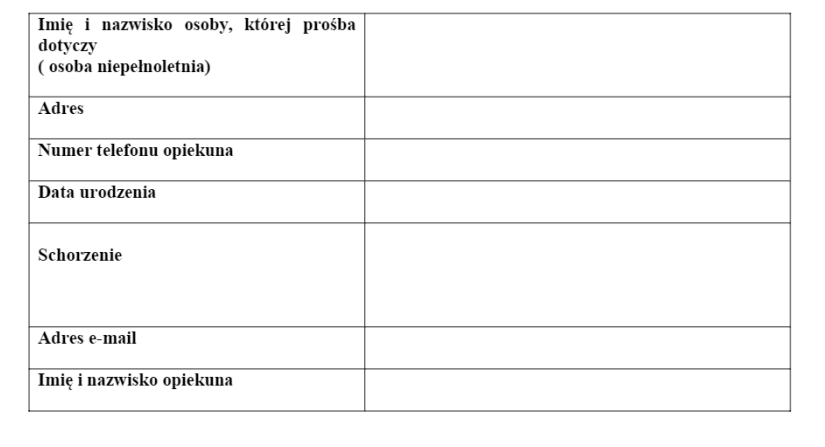 Imię i nazwisko osoby, której prośba
dotyczy
( osoba niepełnoletnia)
Adres
Numer telefonu opiekuna
Data urodzenia
Schorzenie
Adres e-mail
Imię i nazwisko opiekuna